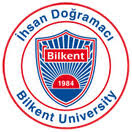 İhsan Doğramacı
Bilkent
1984
Bilkent University